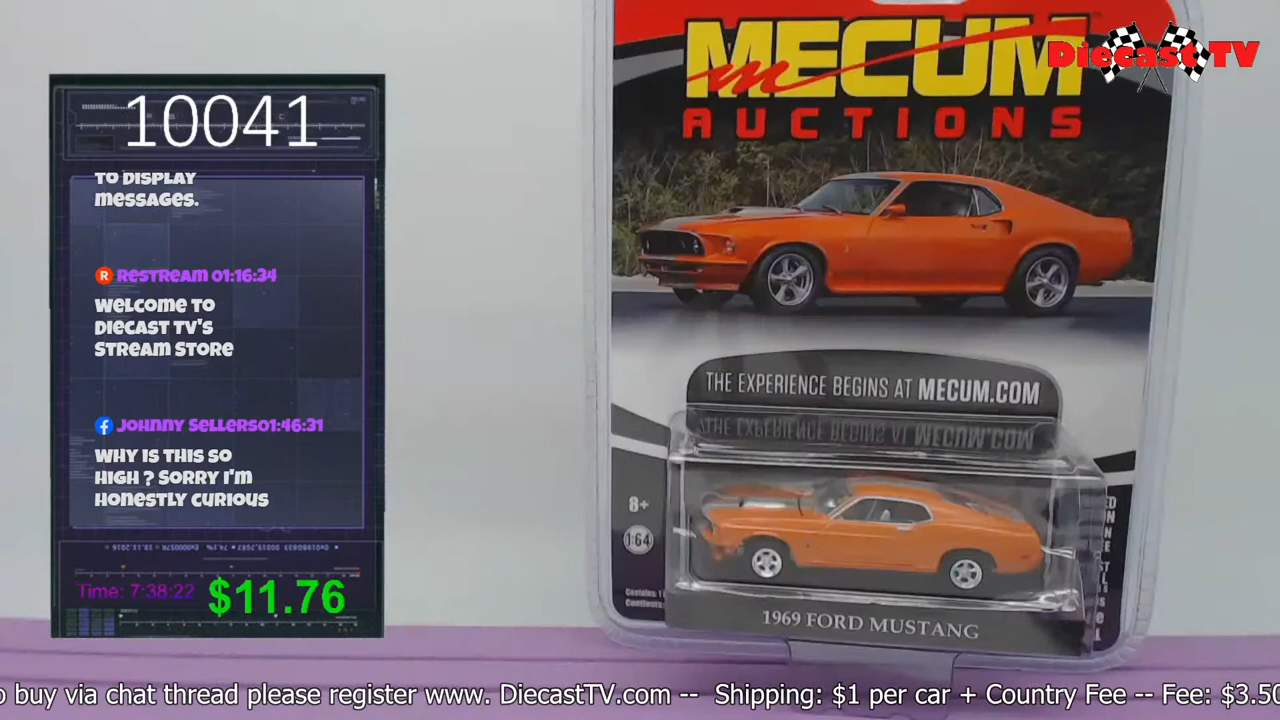 MECUM
AUCTIONS
Diecast TV
10041
TO DISPLAY
MESSAGES.
R RESTREAM 01:16:34
WELCOME TO
DIECAST TV'S
STREAM STORE
JOHNNY SELLERS01:46:31
WHY IS THIS SO
HIGH ? SORRY I'M
HONESTLY CURIOUS
Time: 7:38:22
$11.76
THE EXPERIENCE BEGINS AT MECUM.COM
8+
1:64
1969 FORD MUSTANG
o buy via chat thread please register www. DiecastTV.com -- Shipping: $1 per car + Country Fee -- Fee: $3.50